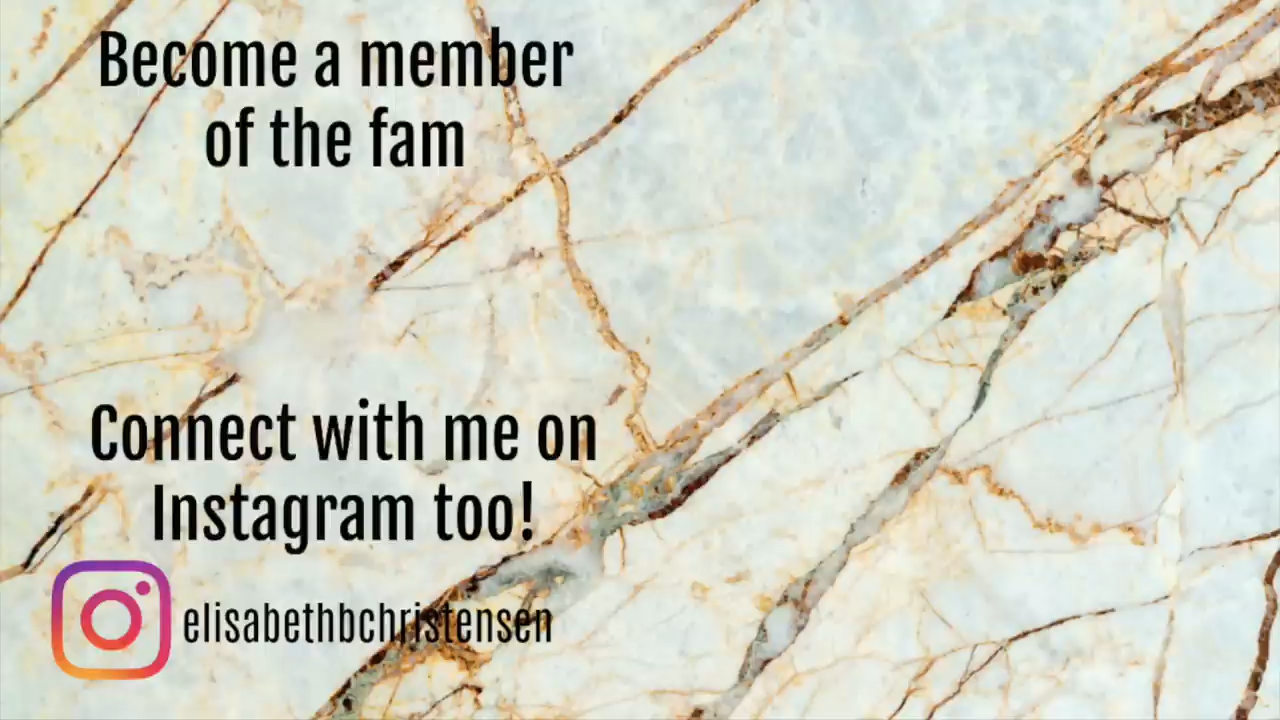 Become a member
of the fam
Connect with me on
Instagram too!
elisabethbchristensen